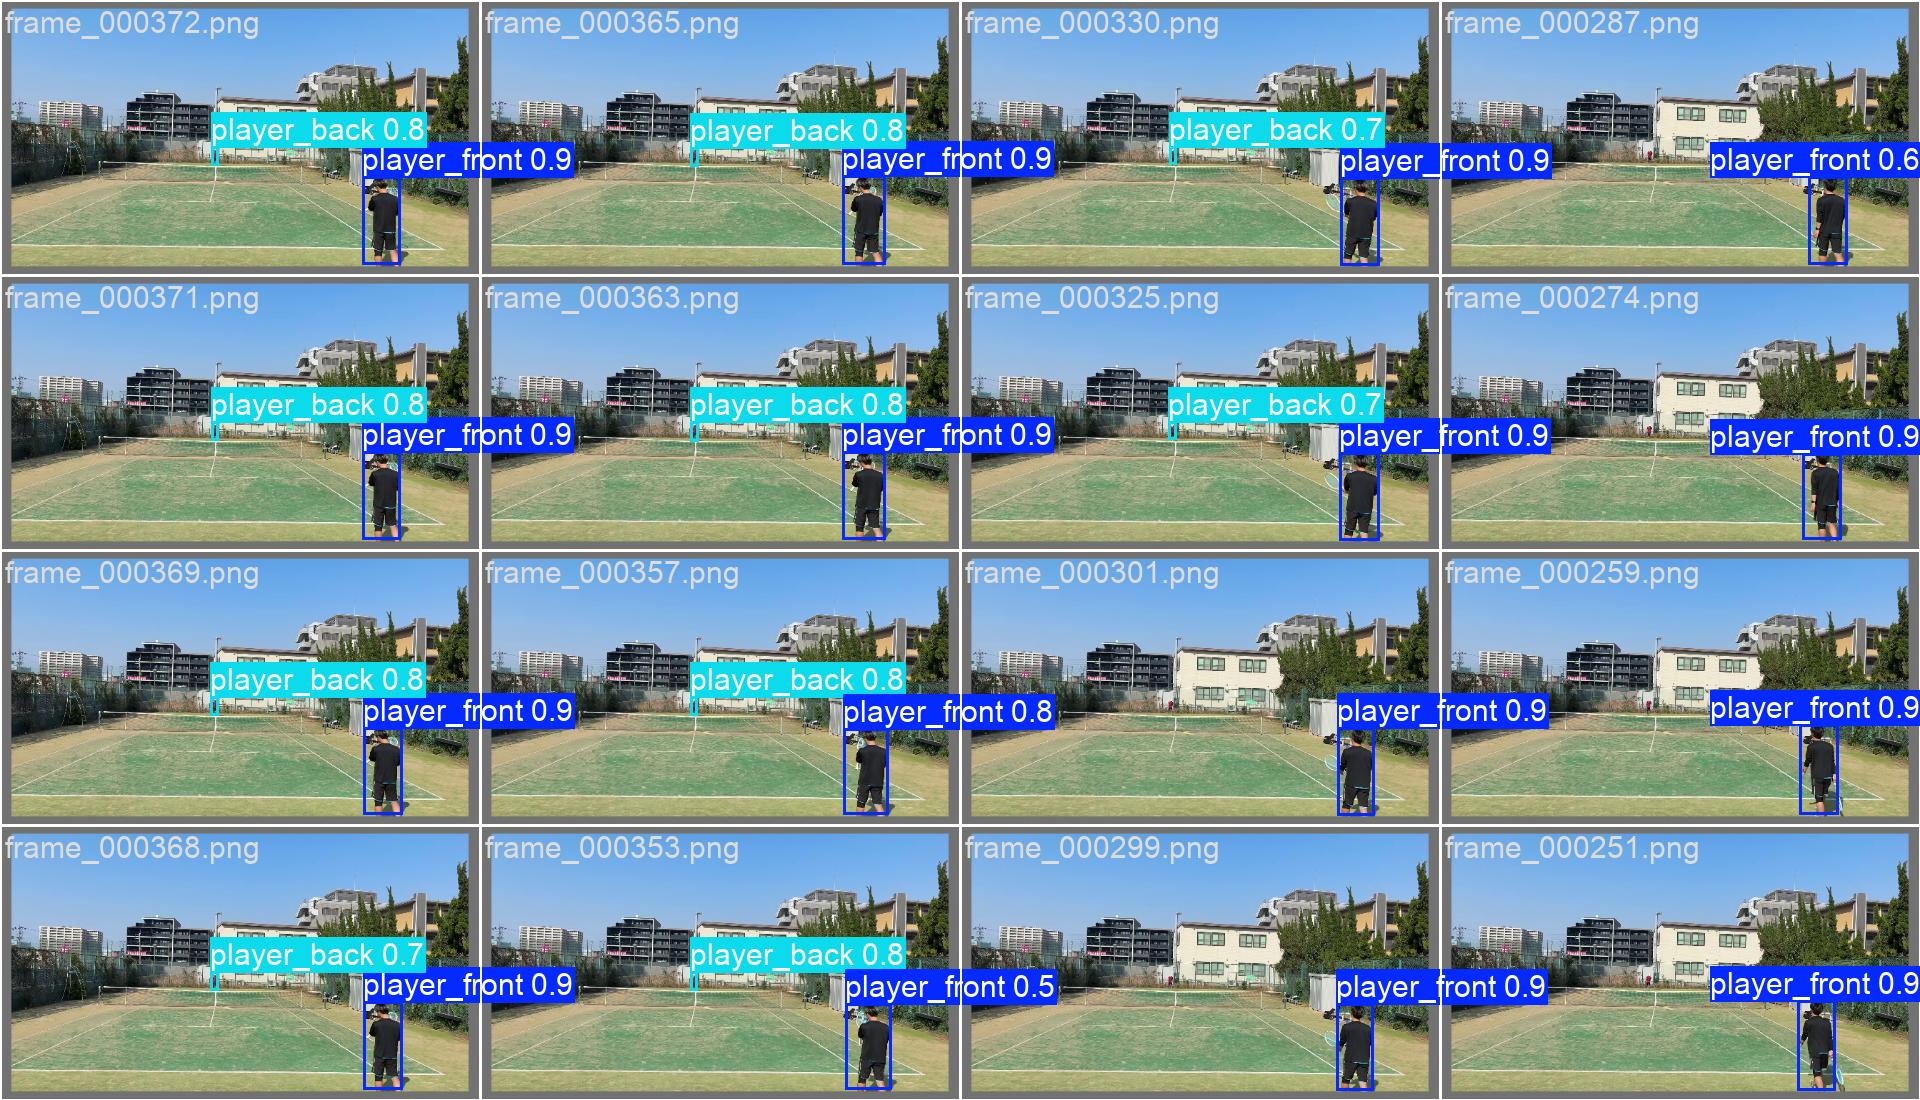 frame_000372.png
frame_000365.png
frame_000330.png
frame_000287.png
player_back 0.8
player_front 0.9
player_back 0.8
player_front 0.9
player_back 0.7
player_front 0.9
player_front 0.6
frame_000371.png
frame_000363.png
frame_000325.png
frame_000274.png
player_back 0.8
player_front 0.9
player_back 0.8
player_front 0.9
player_back 0.7
player_front 0.9
player_front 0.9
frame_000369.png
frame_000357.png
frame_000301.png
frame_000259.png
player_back 0.8
player_front 0.9
player_back 0.8
player_front 0.8
player_front 0.9
player_front 0.9
frame_000368.png
frame_000353.png
frame_000299.png
frame_000251.png
player_back 0.7
player_front 0.9
player_back 0.8
player_front 0.5
player_front 0.9
player_front 0.9